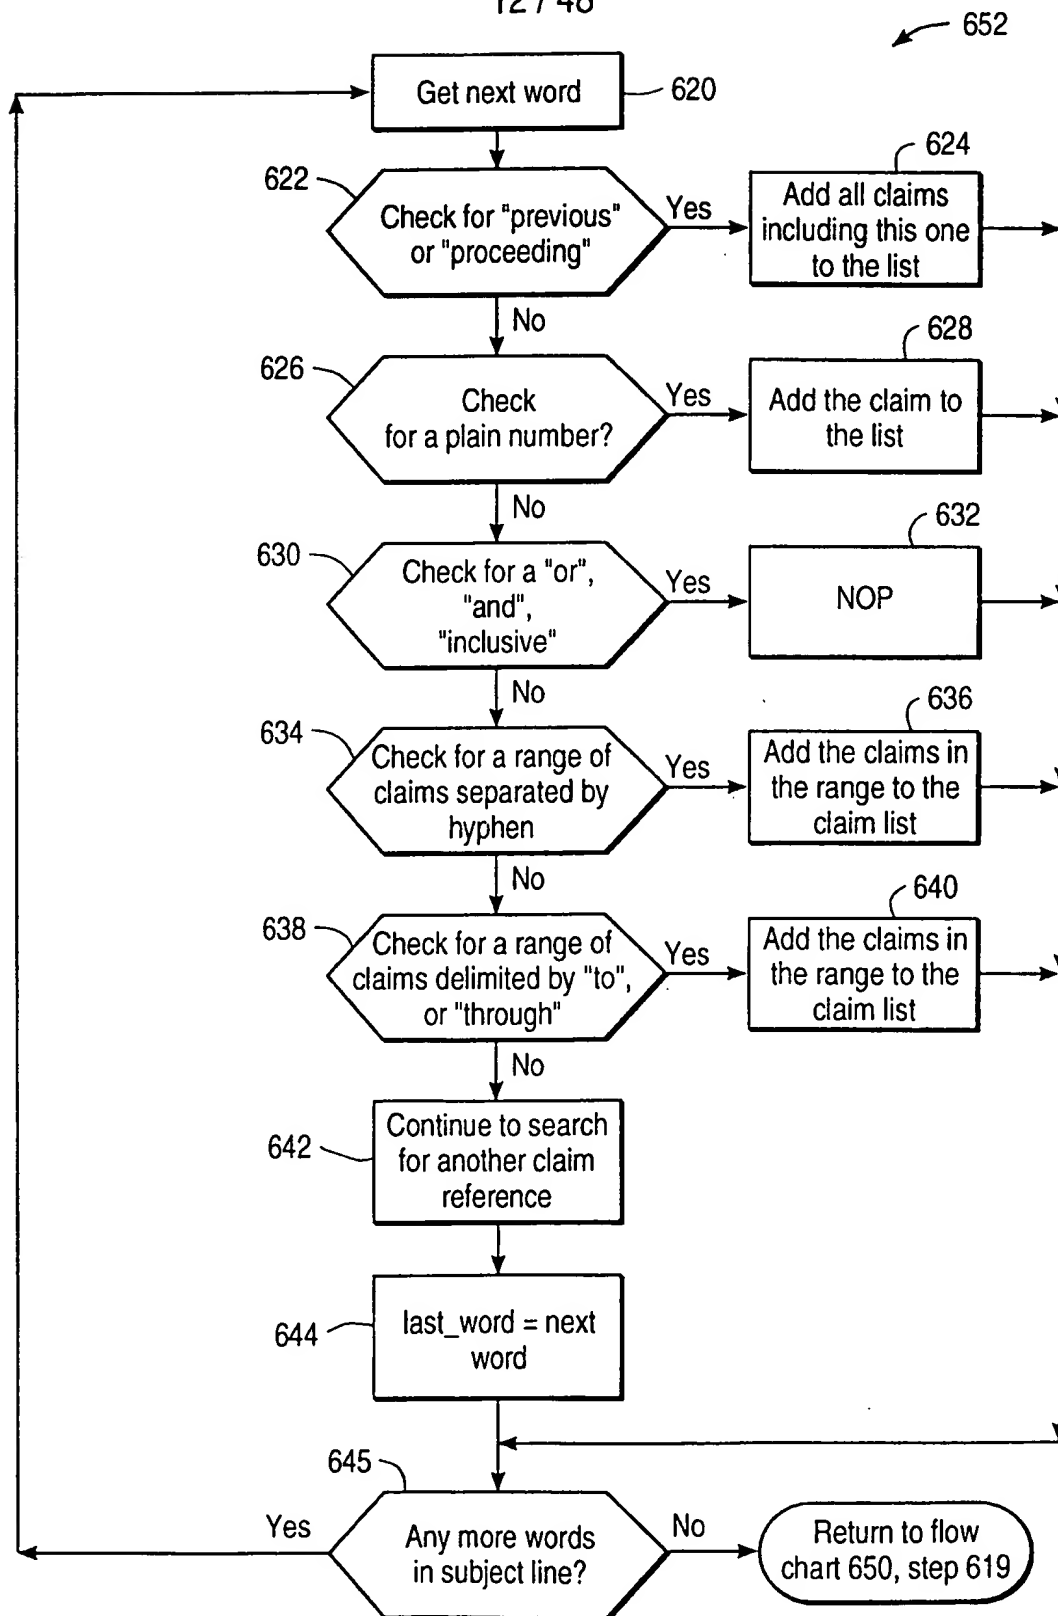 12 / 48
652
Get next word
620
622
Check for "previous"
or "proceeding"
Yes
624
Add all claims
including this one
to the list
No
626
Check
for a plain number?
Yes
628
Add the claim to
the list
No
630
Check for a "or",
"and",
"inclusive"
Yes
632
NOP
No
634
Check for a range of
claims separated by
hyphen
Yes
636
Add the claims in
the range to the
claim list
No
638
Check for a range of
claims delimited by "to",
or "through"
Yes
640
Add the claims in
the range to the
claim list
No
642
Continue to search
for another claim
reference
644
last_word = next
word
645
Any more words
in subject line?
Yes
No
Return to flow
chart 650, step 619